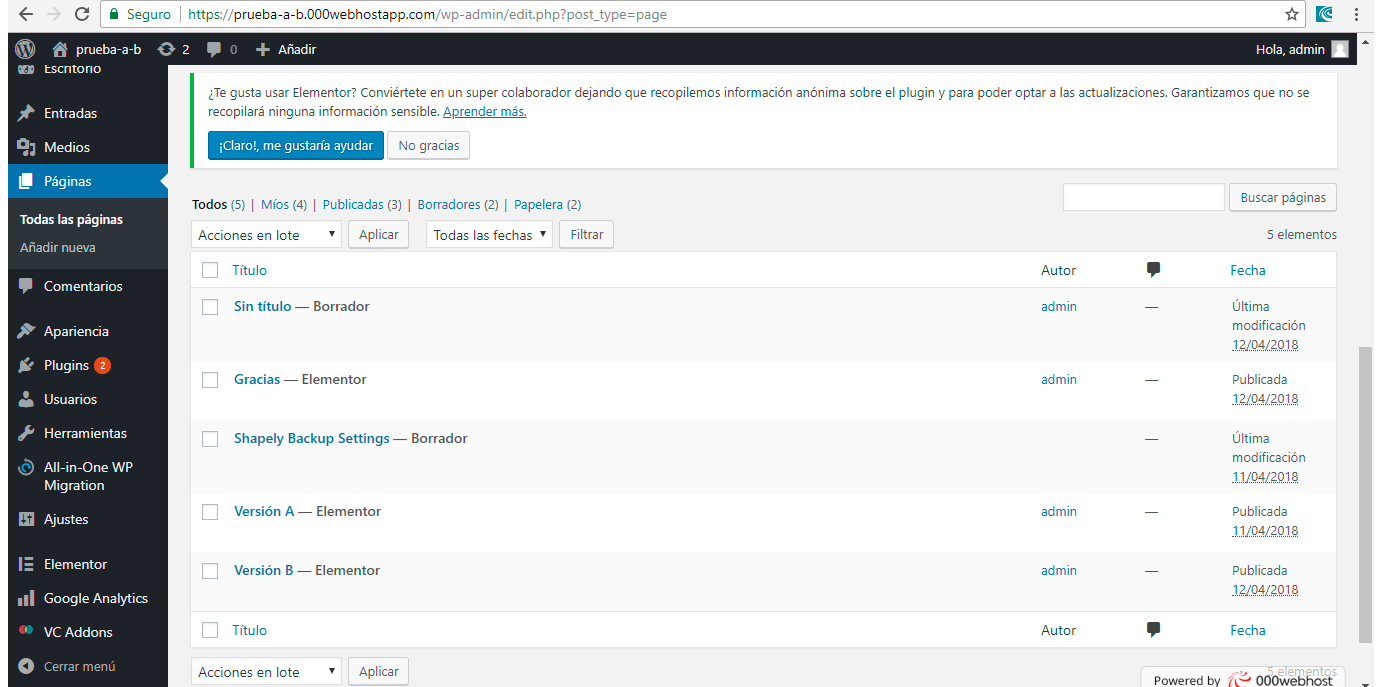 Seguro https://prueba-a-b.000webhostapp.com/wp-admin/edit.php?post_type=page
prueba-a-b 2 0 + Añadir Hola, admin
Escritorio
Entradas
Medios
Páginas
Todas las páginas
Añadir nueva
Comentarios
Apariencia
Plugins 2
Usuarios
Herramientas
All-in-One WP
Migration
Ajustes
Elementor
Google Analytics
VC Addons
Cerrar menú
¿Te gusta usar Elementor? Conviértete en un super colaborador dejando que recopilemos información anónima sobre el plugin y para poder optar a las actualizaciones. Garantizamos que no se
recopilará ninguna información sensible. Aprender más.
¡Claro!, me gustaría ayudar No gracias
Todos (5) | Míos (4) | Publicadas (3) | Borradores (2) | Papelera (2) Buscar páginas
Acciones en lote Aplicar Todas las fechas Filtrar 5 elementos
Título Autor Fecha
Sin título — Borrador admin — Última
modificación
12/04/2018
Gracias — Elementor admin — Publicada
12/04/2018
Shapely Backup Settings — Borrador — Última
modificación
11/04/2018
Versión A — Elementor admin — Publicada
11/04/2018
Versión B — Elementor admin — Publicada
12/04/2018
Título Autor Fecha
Acciones en lote Aplicar 5 elementos
Powered by 000webhost